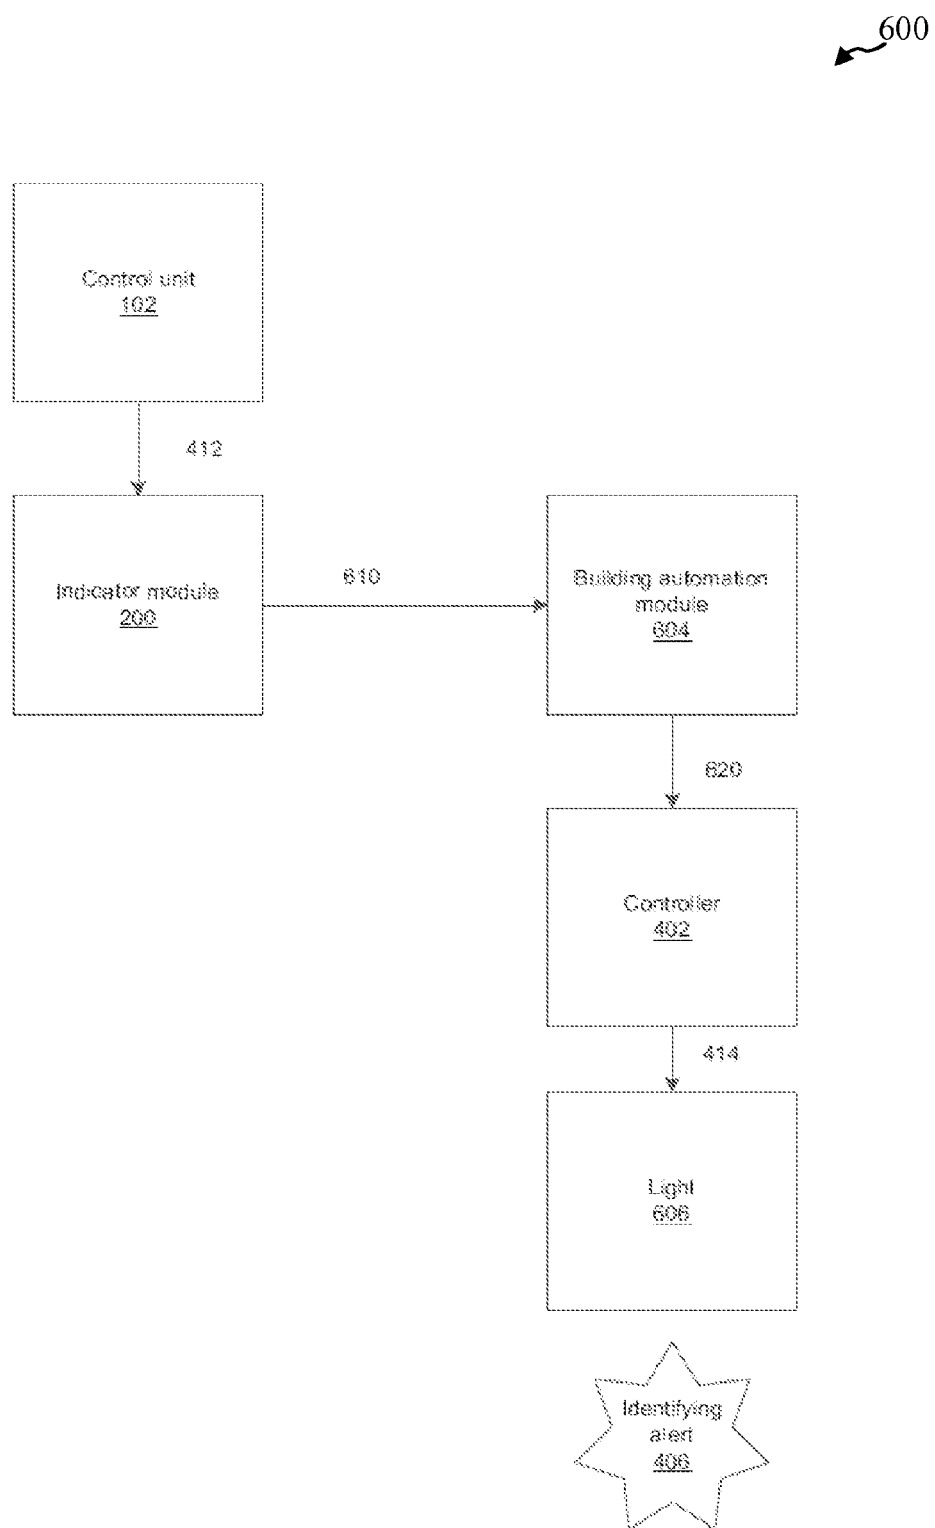 600
Control unit
102
412
Indicator module
200
610
Building automation
module
604
620
Controller
402
414
Light
606
Identifying
alert
406